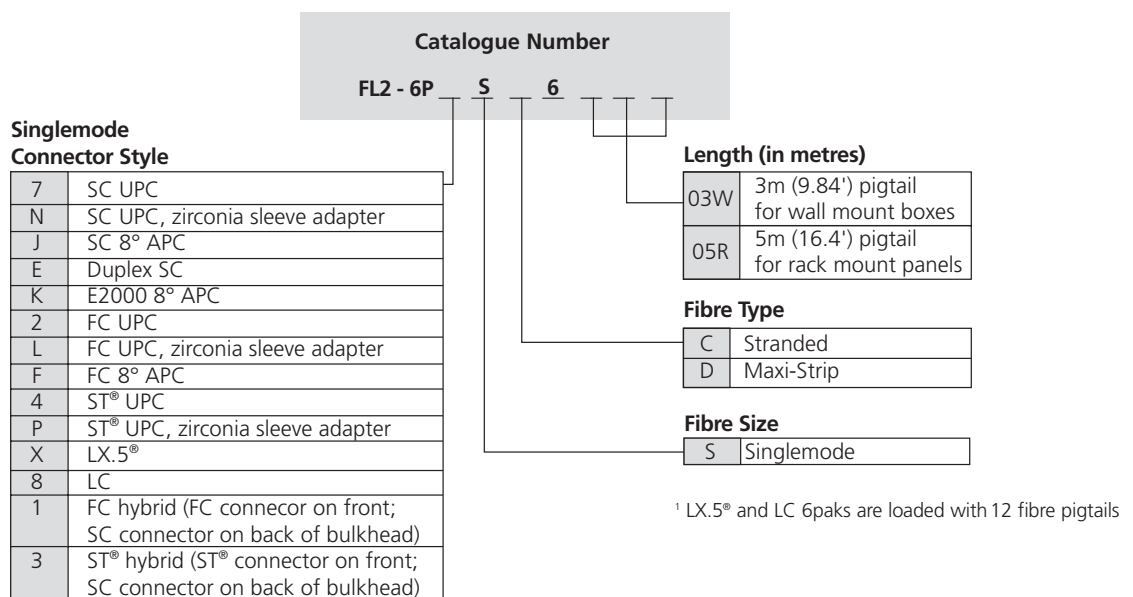 Catalogue Number
FL2 - 6P __ S __ 6 __ __ __
Singlemode
Connector Style
7 SC UPC
N SC UPC, zirconia sleeve adapter
J SC 8° APC
E Duplex SC
K E2000 8° APC
2 FC UPC
L FC UPC, zirconia sleeve adapter
F FC 8° APC
4 ST® UPC
P ST® UPC, zirconia sleeve adapter
X LX.5®
8 LC
1 FC hybrid (FC connecor on front;
SC connector on back of bulkhead)
3 ST® hybrid (ST® connector on front;
SC connector on back of bulkhead)
Length (in metres)
03W 3m (9.84') pigtail
for wall mount boxes
05R 5m (16.4') pigtail
for rack mount panels
Fibre Type
C Stranded
D Maxi-Strip
Fibre Size
S Singlemode
¹ LX.5® and LC 6paks are loaded with 12 fibre pigtails